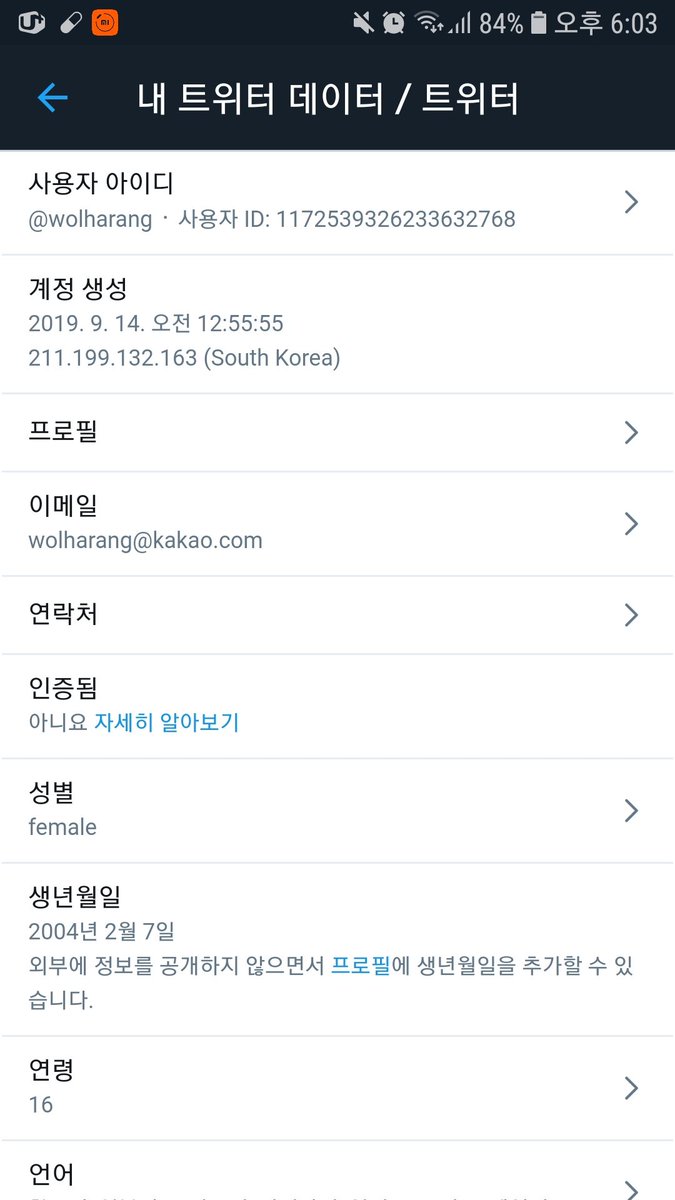 84% 오후 6:03
내 트위터 데이터 / 트위터
사용자 아이디
@wolharang · 사용자 ID: 1172539326233632768
계정 생성
2019. 9. 14. 오전 12:55:55
211.199.132.163 (South Korea)
프로필
이메일
wolharang@kakao.com
연락처
인증됨
아니요 자세히 알아보기
성별
female
생년월일
2004년 2월 7일
외부에 정보를 공개하지 않으면서 프로필에 생년월일을 추가할 수 있
습니다.
연령
16
언어